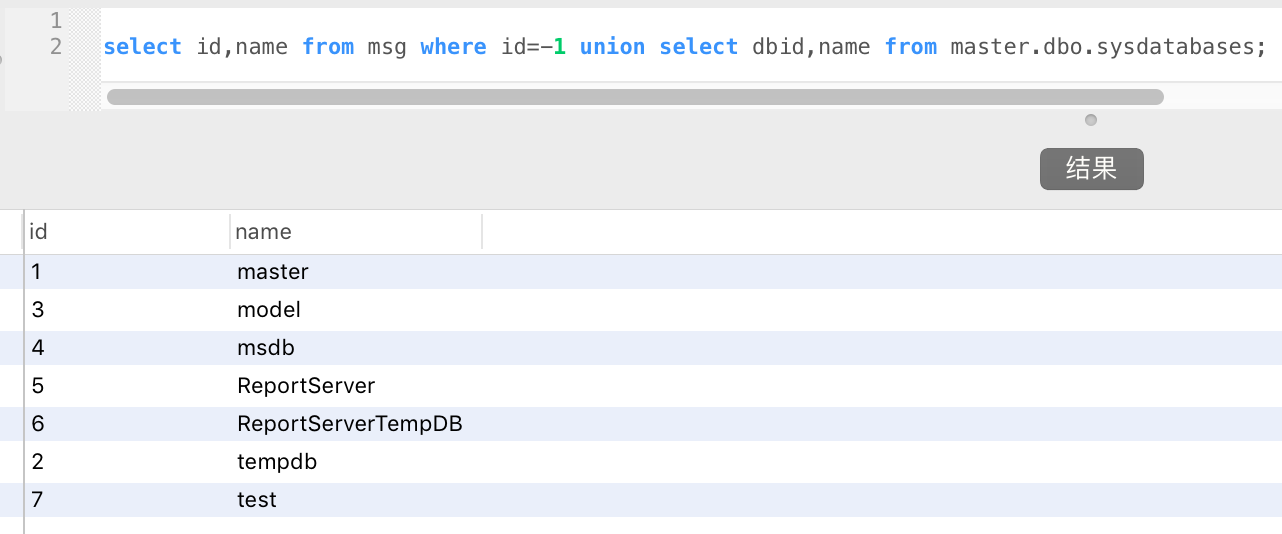 1
2 select id,name from msg where id=-1 union select dbid,name from master.dbo.sysdatabases;
结果
id name
1 master
3 model
4 msdb
5 ReportServer
6 ReportServerTempDB
2 tempdb
7 test